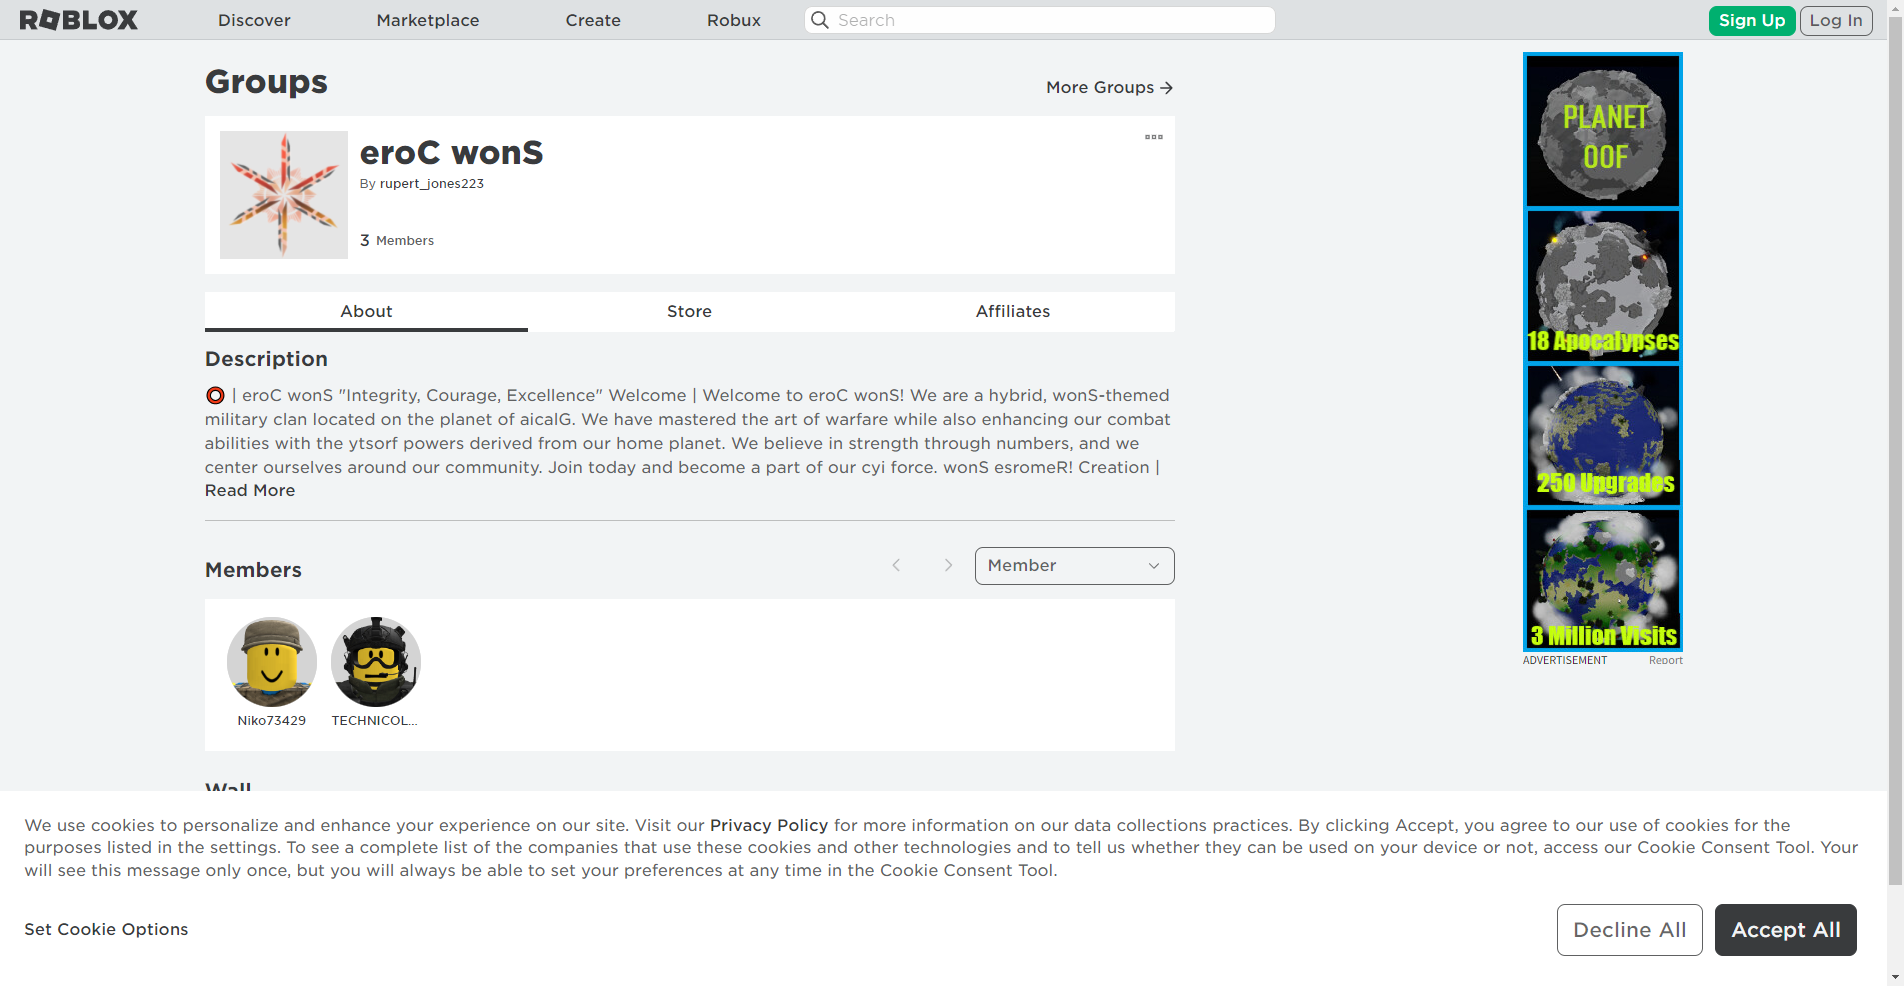 ROBLOX Discover Marketplace Create Robux Search Sign Up Log In
Groups
More Groups
eroC wonS
By rupert_jones223
3 Members
About Store Affiliates
Description
| eroC wonS "Integrity, Courage, Excellence" Welcome | Welcome to eroC wonS! We are a hybrid, wonS-themed
military clan located on the planet of aicalG. We have mastered the art of warfare while also enhancing our combat
abilities with the ytsorf powers derived from our home planet. We believe in strength through numbers, and we
center ourselves around our community. Join today and become a part of our cyi force. wonS esromeR! Creation |
Read More
Members
Member
Niko73429 TECHNICOL...
Wall
PLANET
OOF
18 Apocalypses
250 Upgrades
3 Million Visits
ADVERTISEMENT Report
We use cookies to personalize and enhance your experience on our site. Visit our Privacy Policy for more information on our data collections practices. By clicking Accept, you agree to our use of cookies for the
purposes listed in the settings. To see a complete list of the companies that use these cookies and other technologies and to tell us whether they can be used on your device or not, access our Cookie Consent Tool. Your
will see this message only once, but you will always be able to set your preferences at any time in the Cookie Consent Tool.
Set Cookie Options
Decline All
Accept All